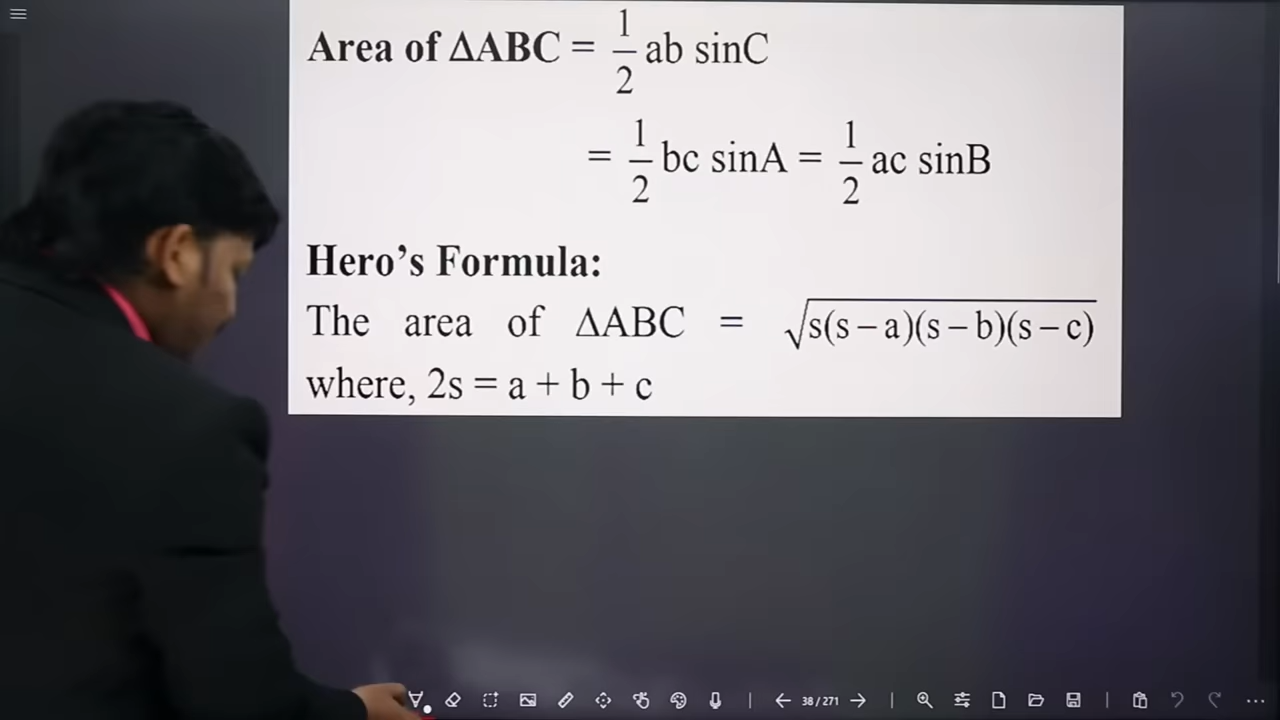 Area of ΔABC = 1/2 ab sinC
= 1/2 bc sinA = 1/2 ac sinB
Hero’s Formula:
The area of ΔABC = √s(s – a)(s – b)(s – c)
where, 2s = a + b + c
38 / 271